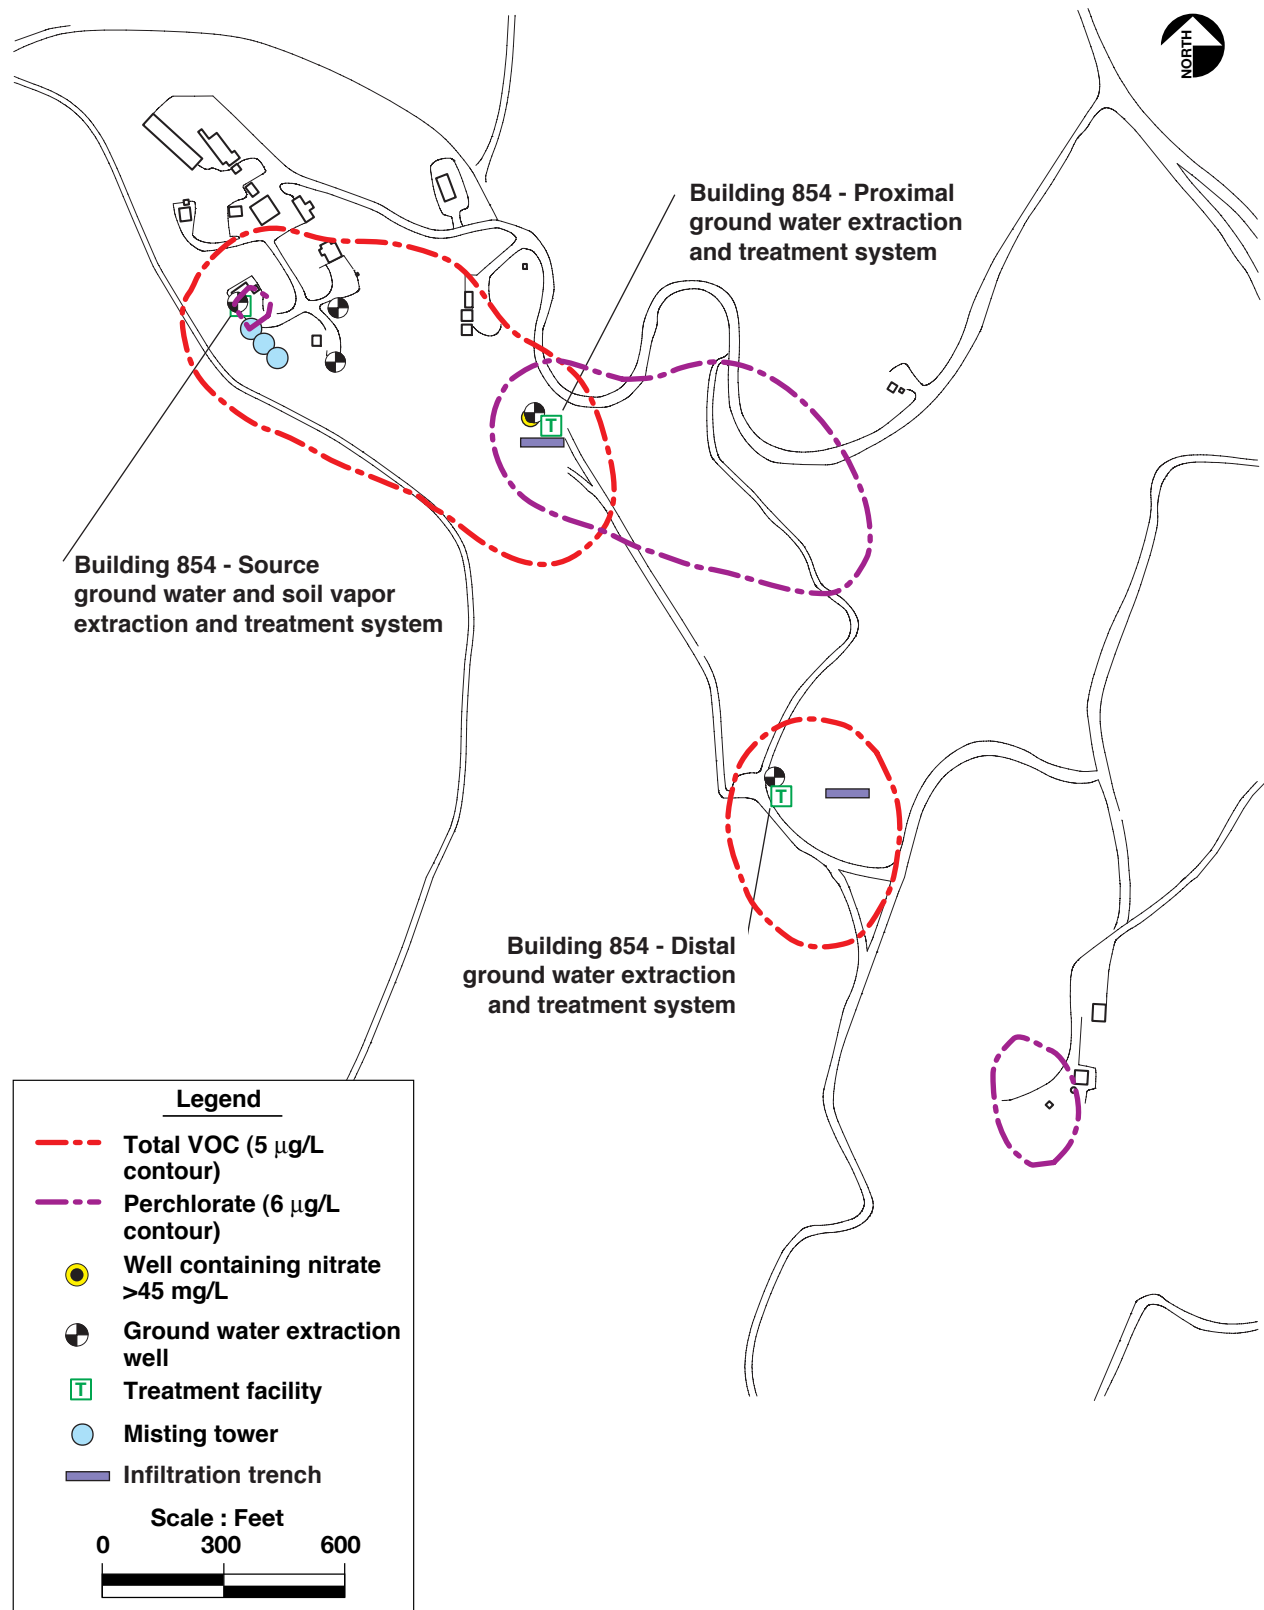 NORTH
Building 854 - Proximal
ground water extraction
and treatment system
Building 854 - Source
ground water and soil vapor
extraction and treatment system
T
T
Building 854 - Distal
ground water extraction
and treatment system
Legend
Total VOC (5 μg/L
contour)
Perchlorate (6 μg/L
contour)
Well containing nitrate
>45 mg/L
Ground water extraction
well
T
Treatment facility
Misting tower
Infiltration trench
Scale : Feet
0 300 600